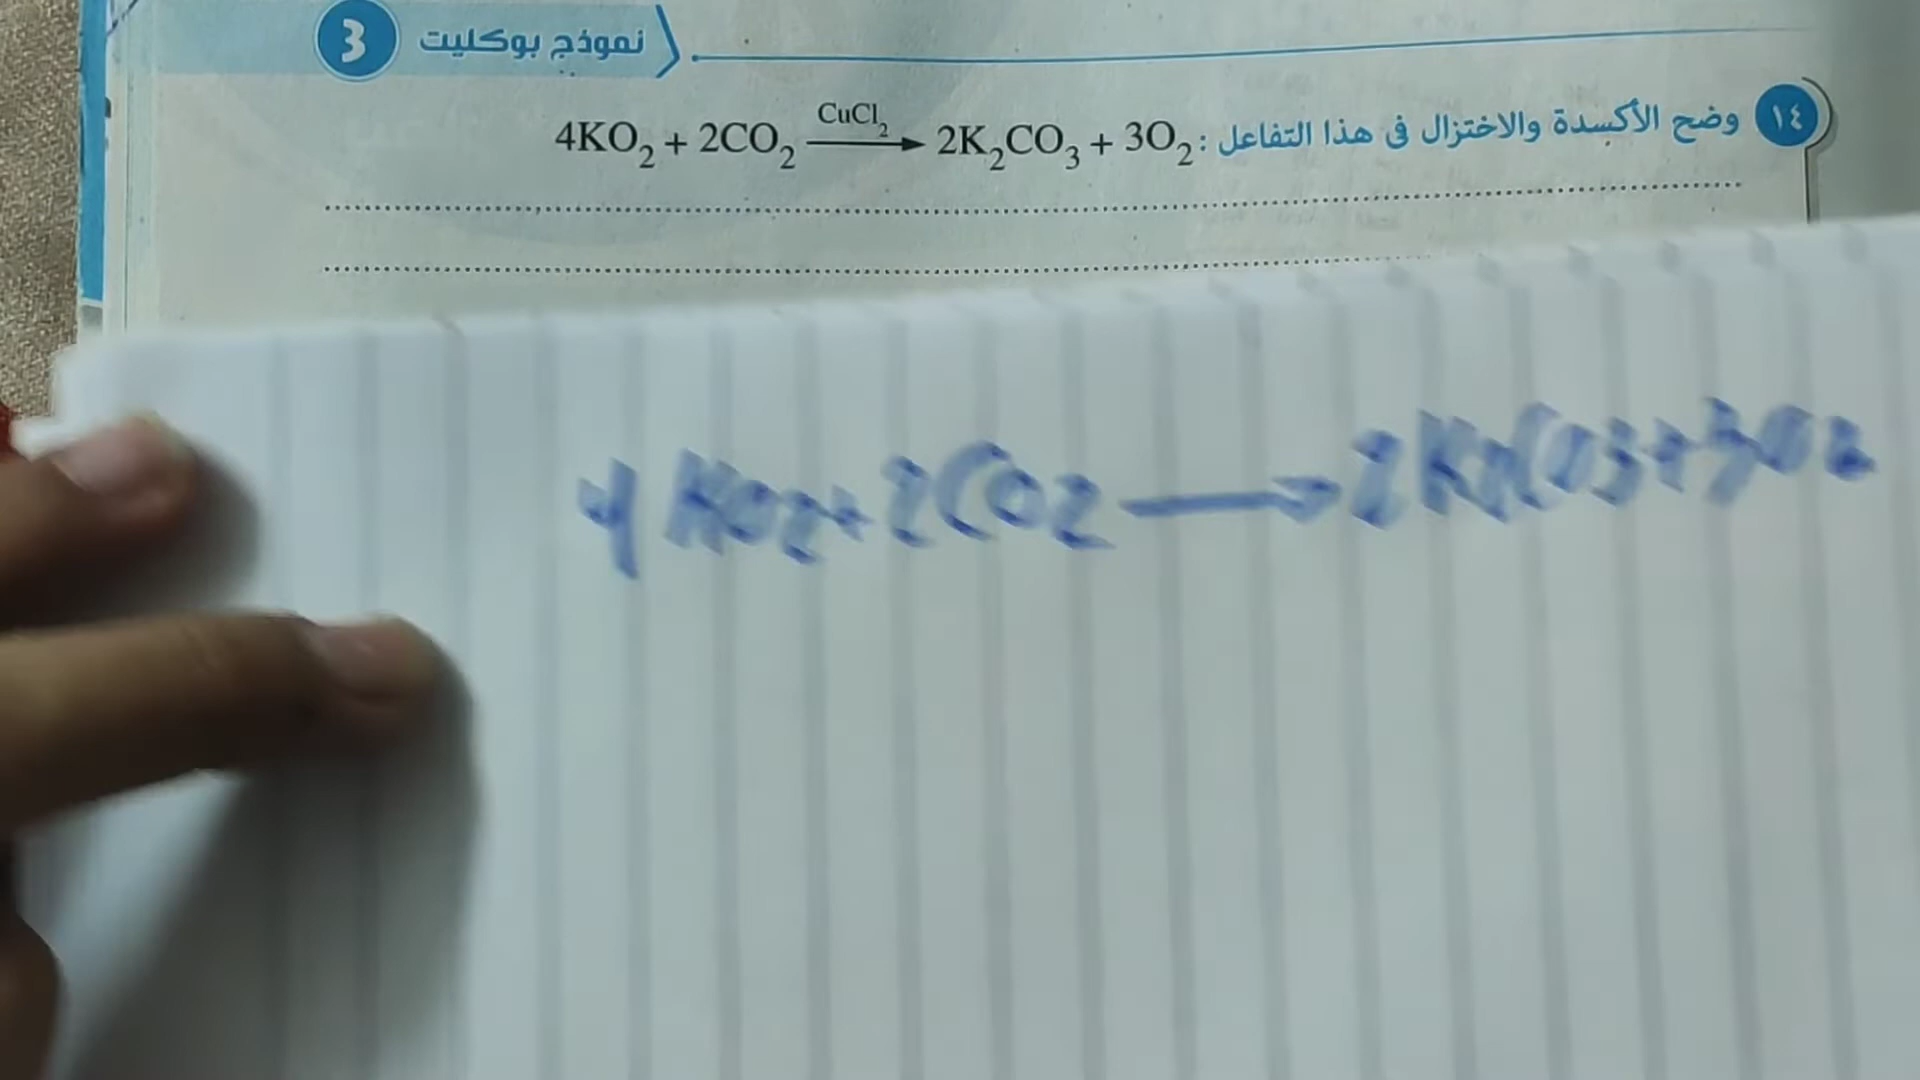 نموذج بوكليت 3
١٤ وضح الأكسدة والاختزال فى هذا التفاعل : 4KO₂ + 2CO₂ —CuCl₂→ 2K₂CO₃ + 3O₂
4KO2+2CO2 → 2K2CO3+3O2